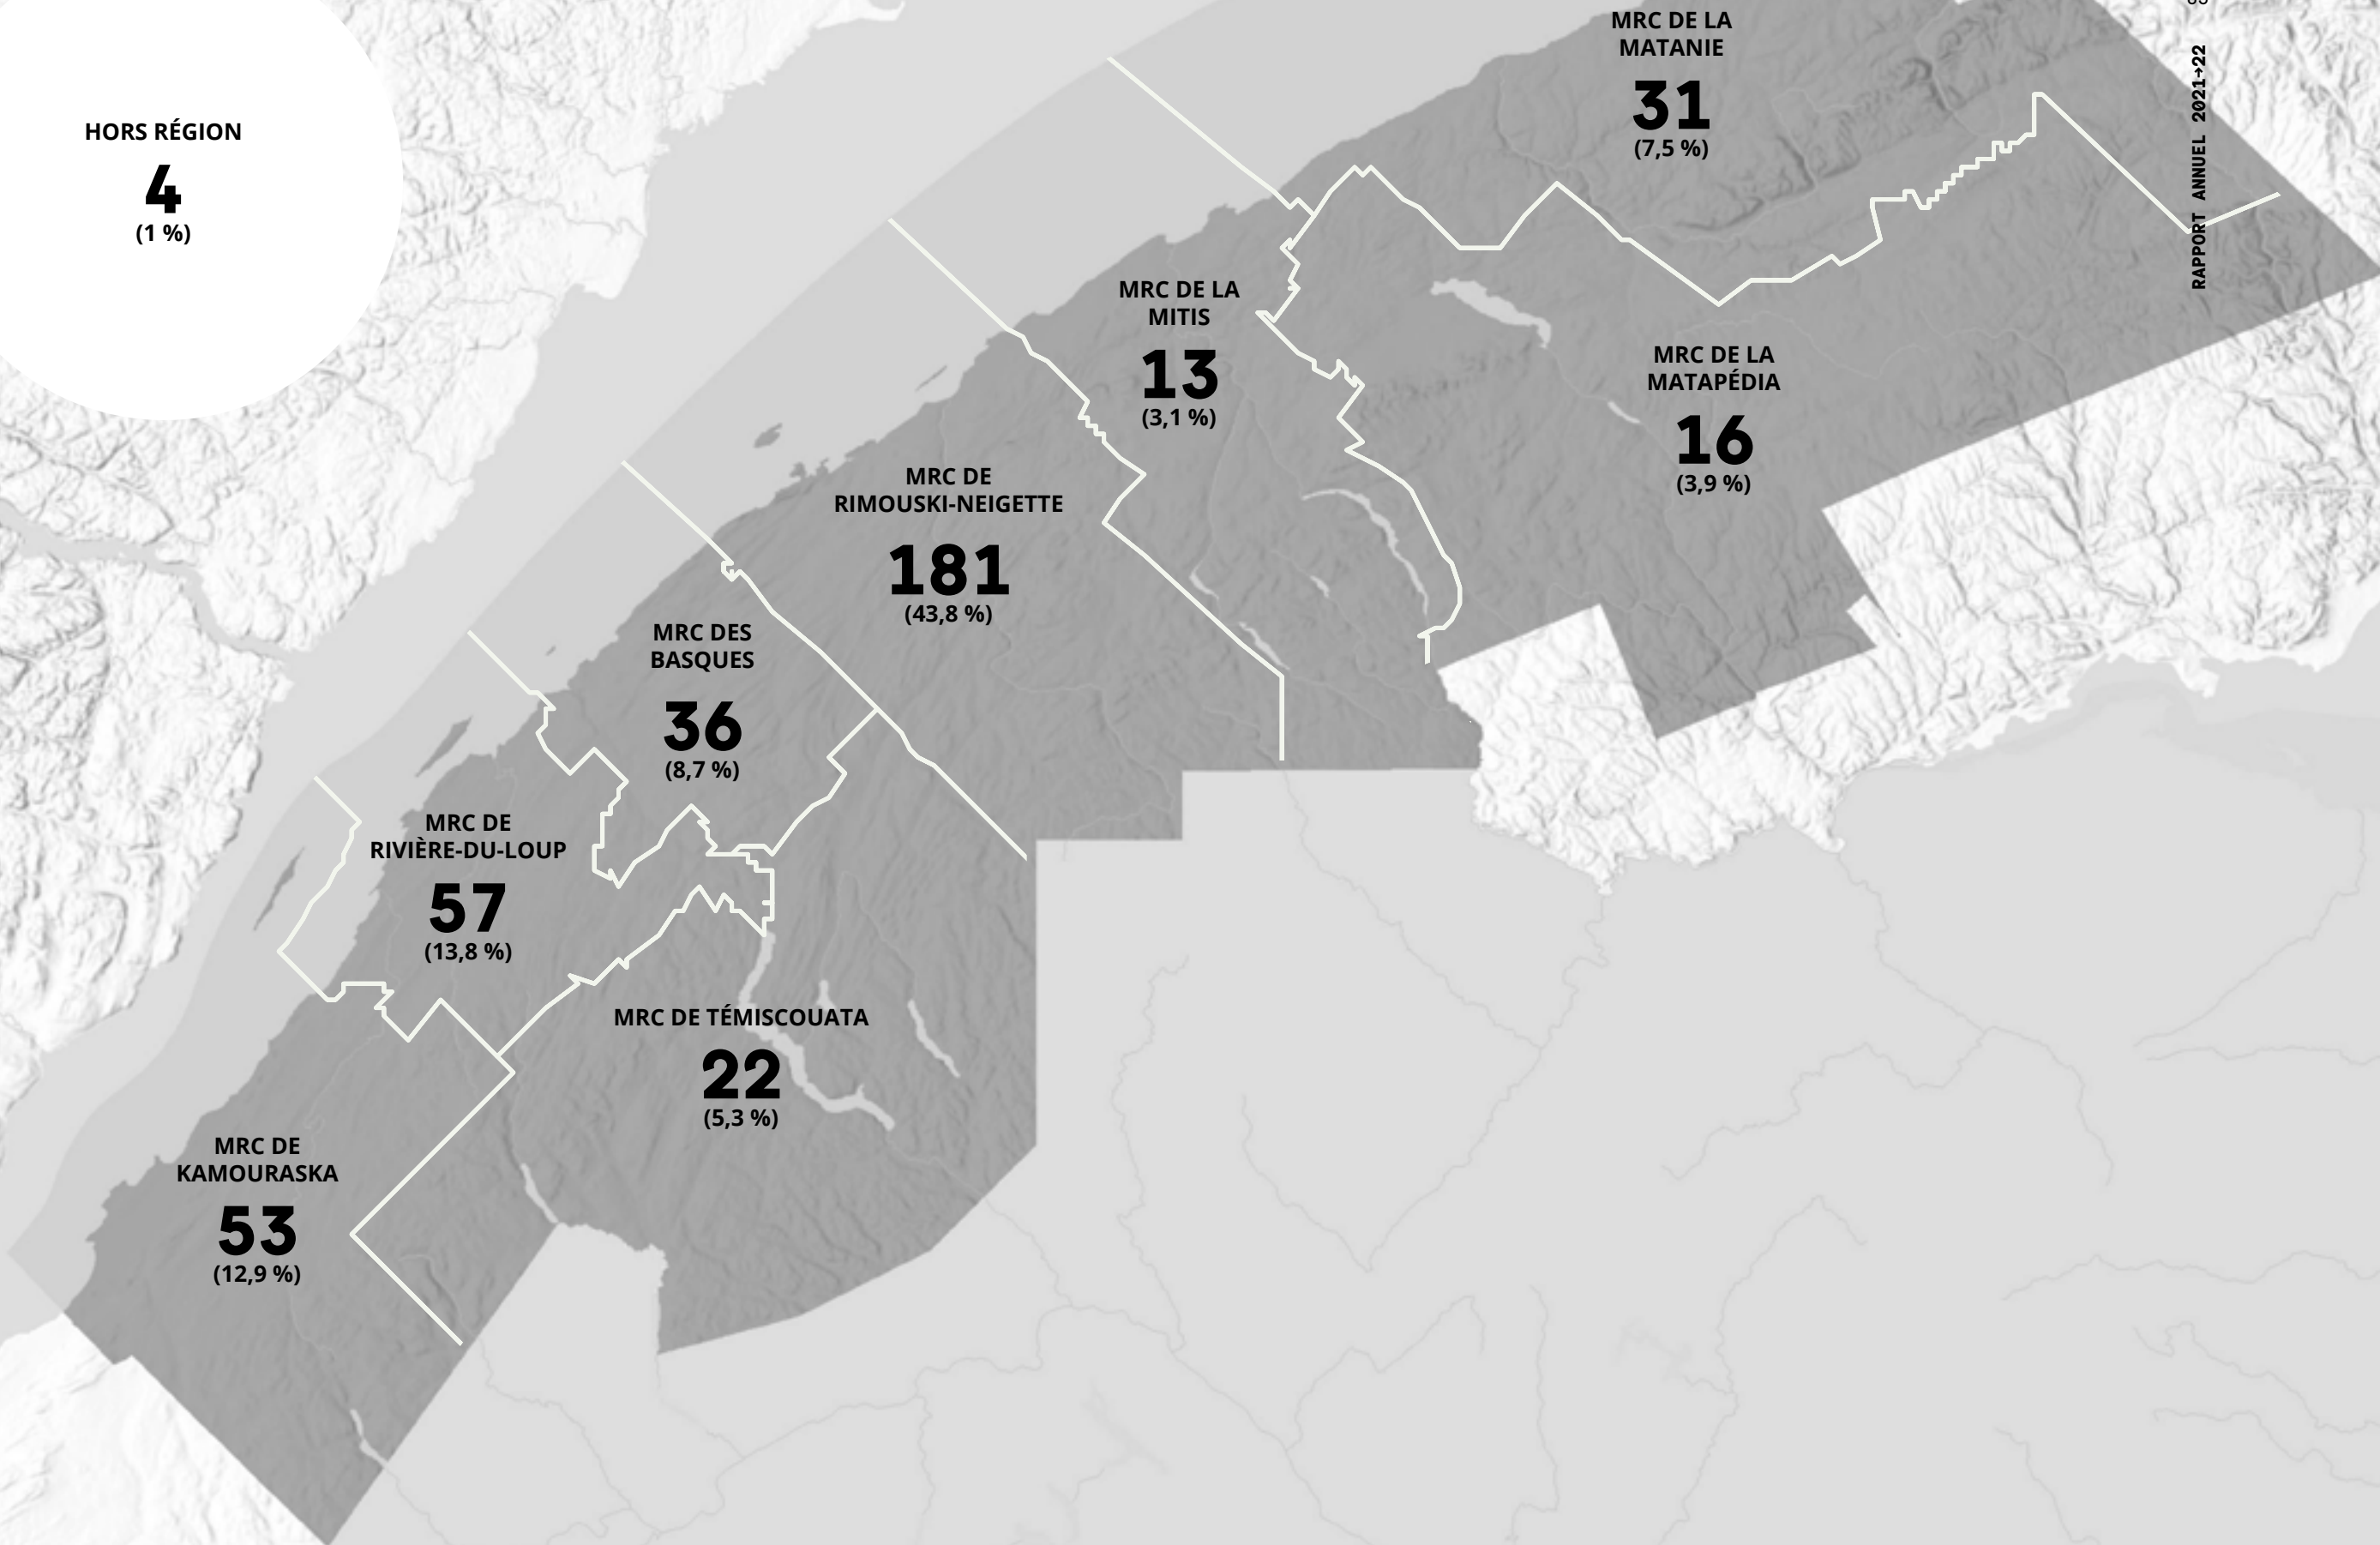 HORS RÉGION
4
(1 %)
MRC DE LA
MATANIE
31
(7,5 %)
RAPPORT ANNUEL 2021→22
MRC DE LA
MITIS
13
(3,1 %)
MRC DE LA
MATAPÉDIA
16
(3,9 %)
MRC DE
RIMOUSKI-NEIGETTE
181
(43,8 %)
MRC DES
BASQUES
36
(8,7 %)
MRC DE
RIVIÈRE-DU-LOUP
57
(13,8 %)
MRC DE TÉMISCOUATA
22
(5,3 %)
MRC DE
KAMOURASKA
53
(12,9 %)